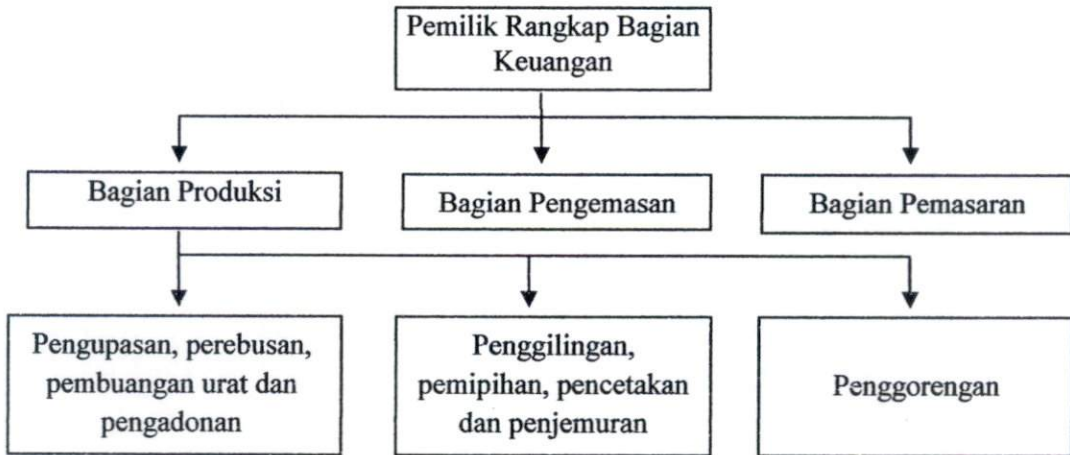 Pemilik Rangkap Bagian
Keuangan
Bagian Produksi
Bagian Pengemasan
Bagian Pemasaran
Pengupasan, perebusan,
pembuangan urat dan
pengadonan
Penggilingan,
pemipihan, pencetakan
dan penjemuran
Penggorengan